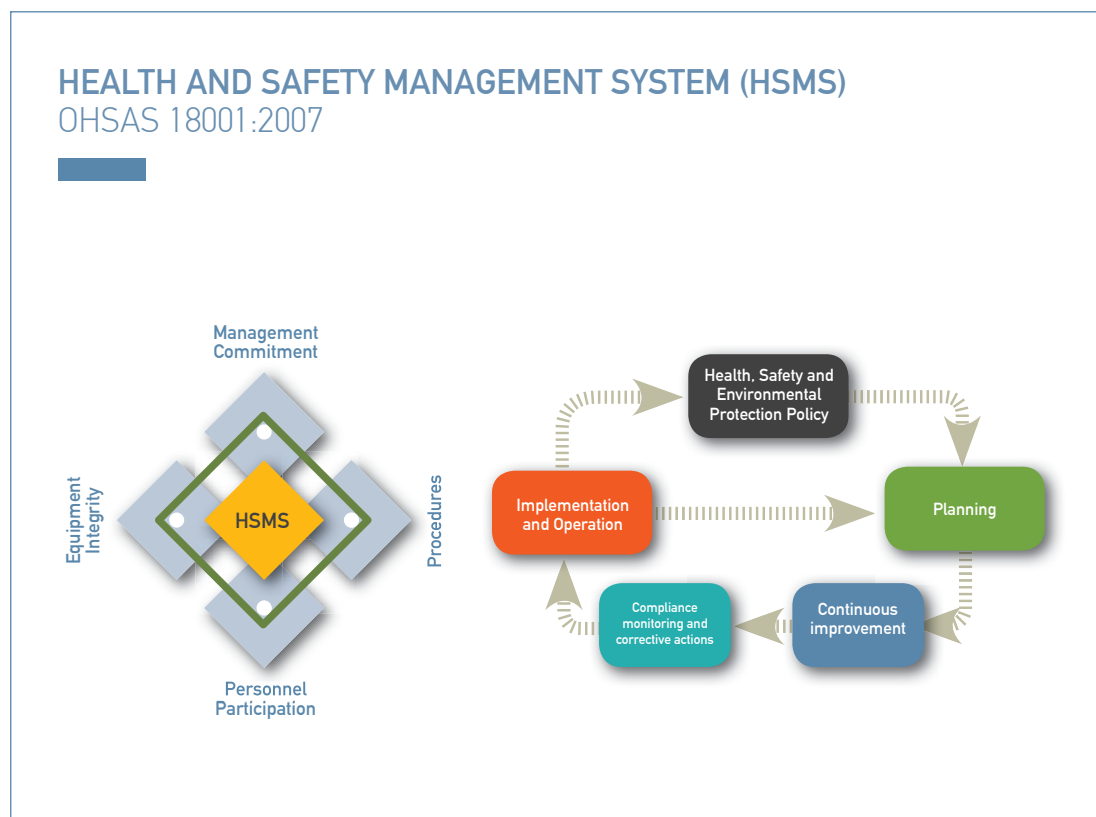 HEALTH AND SAFETY MANAGEMENT SYSTEM (HSMS)
OHSAS 18001:2007
Management
Commitment
Equipment
Integrity
HSMS
Procedures
Personnel
Participation
Health, Safety and
Environmental
Protection Policy
Implementation
and Operation
Planning
Compliance
monitoring and
corrective actions
Continuous
improvement